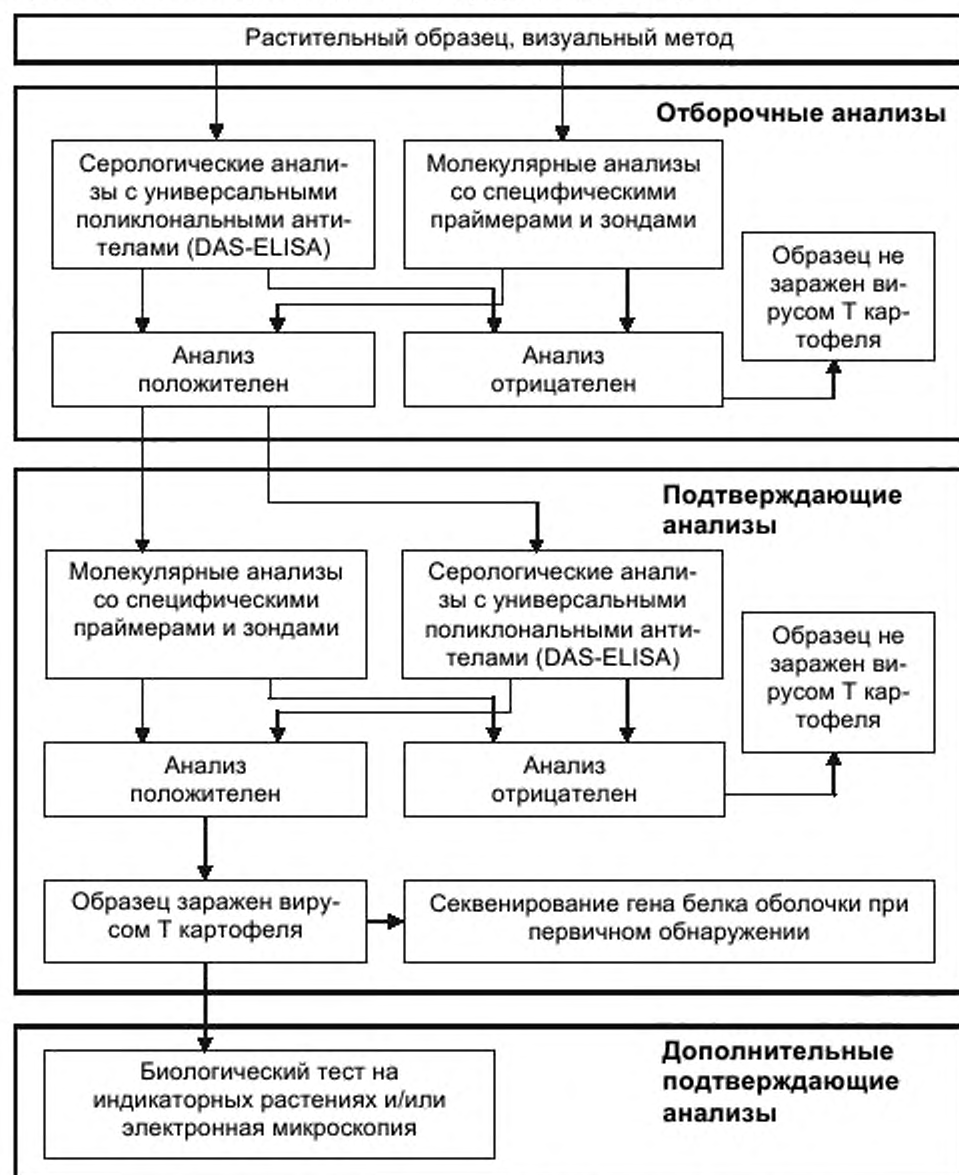 Растительный образец, визуальный метод
Отборочные анализы
Серологические анали-
зы с универсальными
поликлональными анти-
телами (DAS-ELISA)
Молекулярные анализы
со специфическими
праймерами и зондами
Образец не
заражен ви-
русом Т кар-
тофеля
Анализ
положителен
Анализ
отрицателен
Подтверждающие
анализы
Молекулярные анализы
со специфическими
праймерами и зондами
Серологические анали-
зы с универсальными
поликлональными анти-
телами (DAS-ELISA)
Образец не
заражен ви-
русом Т кар-
тофеля
Анализ
положителен
Анализ
отрицателен
Образец заражен виру-
сом Т картофеля
Секвенирование гена белка оболочки при
первичном обнаружении
Дополнительные
подтверждающие
анализы
Биологический тест на
индикаторных растениях и/или
электронная микроскопия